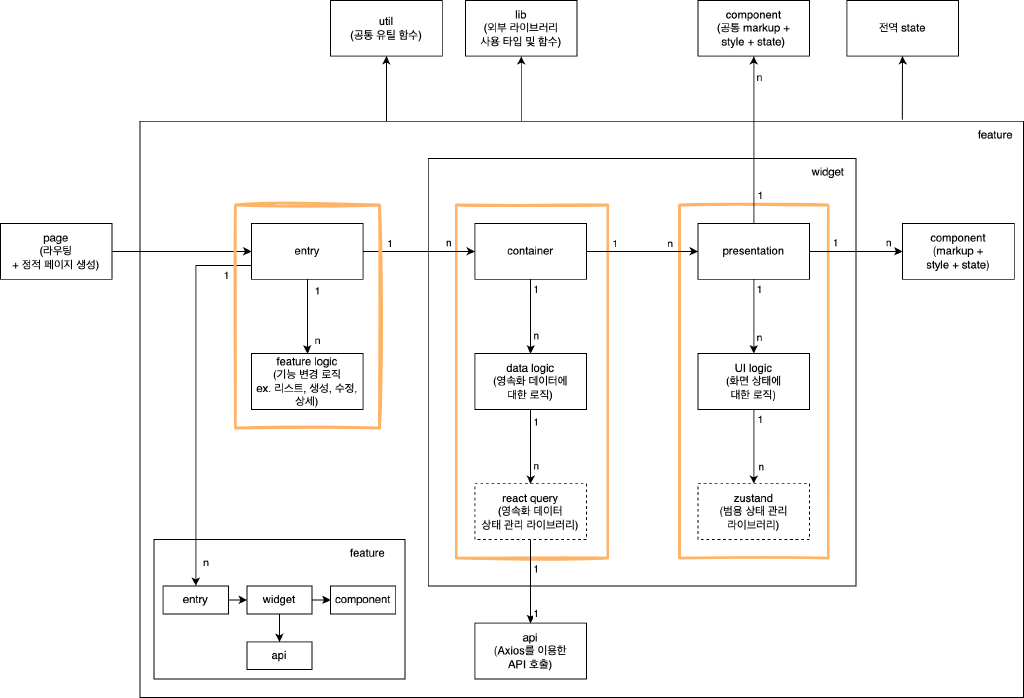 util
(공통 유틸 함수)
lib
(외부 라이브러리
사용 타입 및 함수)
component
(공통 markup +
style + state)
전역 state
n
feature
widget
1
page
(라우팅
+ 정적 페이지 생성)
entry
1
n
container
1
n
presentation
1
n
component
(markup +
style + state)
1
1
1
1
n
n
n
feature logic
(기능 변경 로직
ex. 리스트, 생성, 수정,
상세)
data logic
(영속화 데이터에
대한 로직)
UI logic
(화면 상태에
대한 로직)
1
1
n
n
react query
(영속화 데이터
상태 관리 라이브러리)
zustand
(범용 상태 관리
라이브러리)
feature
n
1
entry
widget
component
api
1
api
(Axios를 이용한
API 호출)